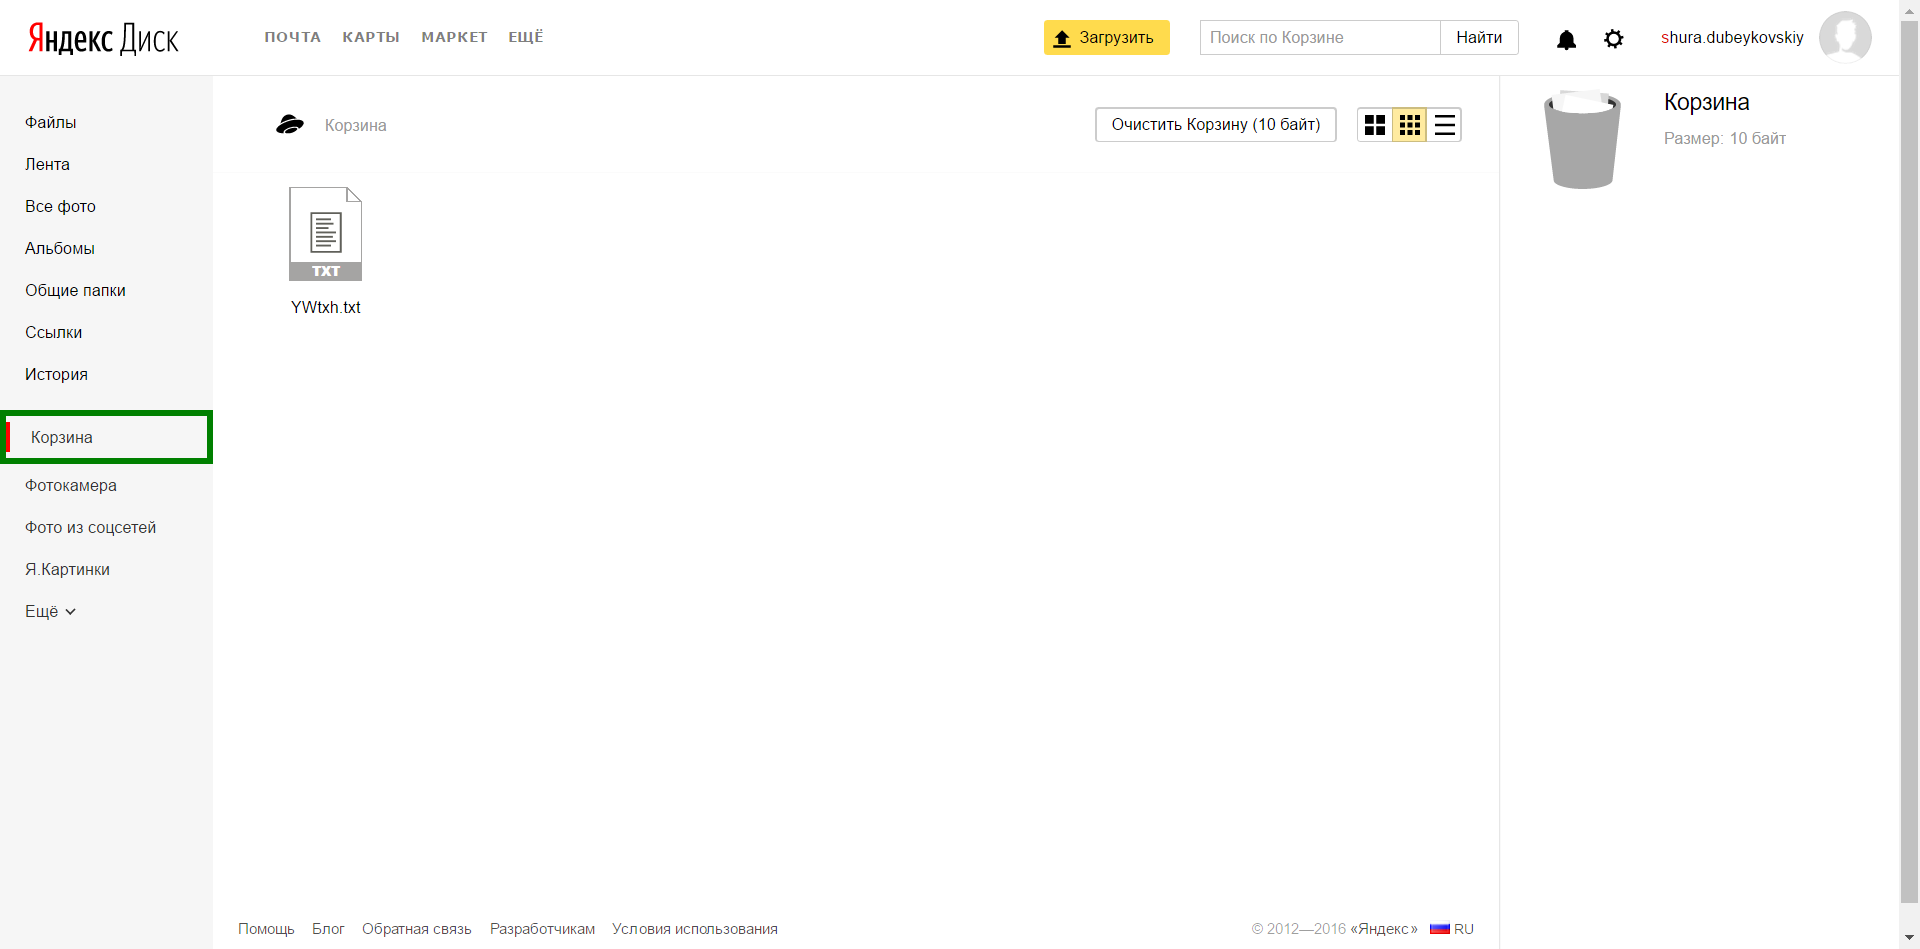 Яндекс Диск
ПОЧТА КАРТЫ МАРКЕТ ЕЩЁ
Загрузить
Поиск по Корзине
Найти
shura.dubeykovskiy
Файлы
Лента
Все фото
Альбомы
Общие папки
Ссылки
История
Корзина
Фотокамера
Фото из соцсетей
Я.Картинки
Ещё
Корзина
Очистить Корзину (10 байт)
TXT
YWtxh.txt
Корзина
Размер: 10 байт
Помощь Блог Обратная связь Разработчикам Условия использования
© 2012—2016 «Яндекс» RU